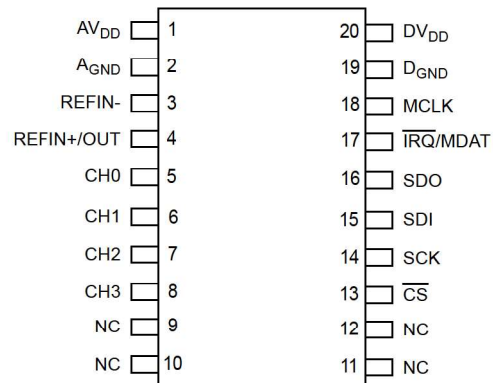 AVDD 1 20 DVDD
AGND 2 19 DGND
REFIN- 3 18 MCLK
REFIN+/OUT 4 17 IRQ/MDAT
CH0 5 16 SDO
CH1 6 15 SDI
CH2 7 14 SCK
CH3 8 13 CS
NC 9 12 NC
NC 10 11 NC